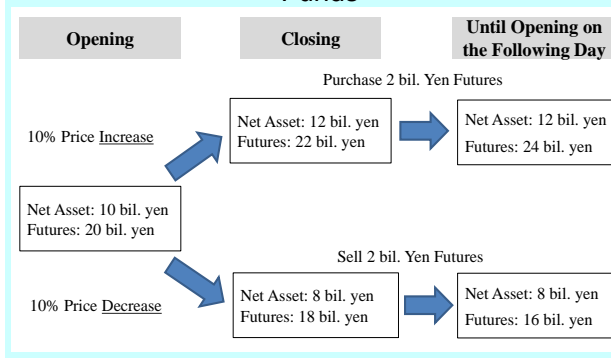 Opening
Closing
Until Opening on
the Following Day
Purchase 2 bil. Yen Futures
10% Price Increase
Net Asset: 12 bil. yen
Futures: 22 bil. yen
Net Asset: 12 bil. yen
Futures: 24 bil. yen
Net Asset: 10 bil. yen
Futures: 20 bil. yen
Sell 2 bil. Yen Futures
10% Price Decrease
Net Asset: 8 bil. yen
Futures: 18 bil. yen
Net Asset: 8 bil. yen
Futures: 16 bil. yen